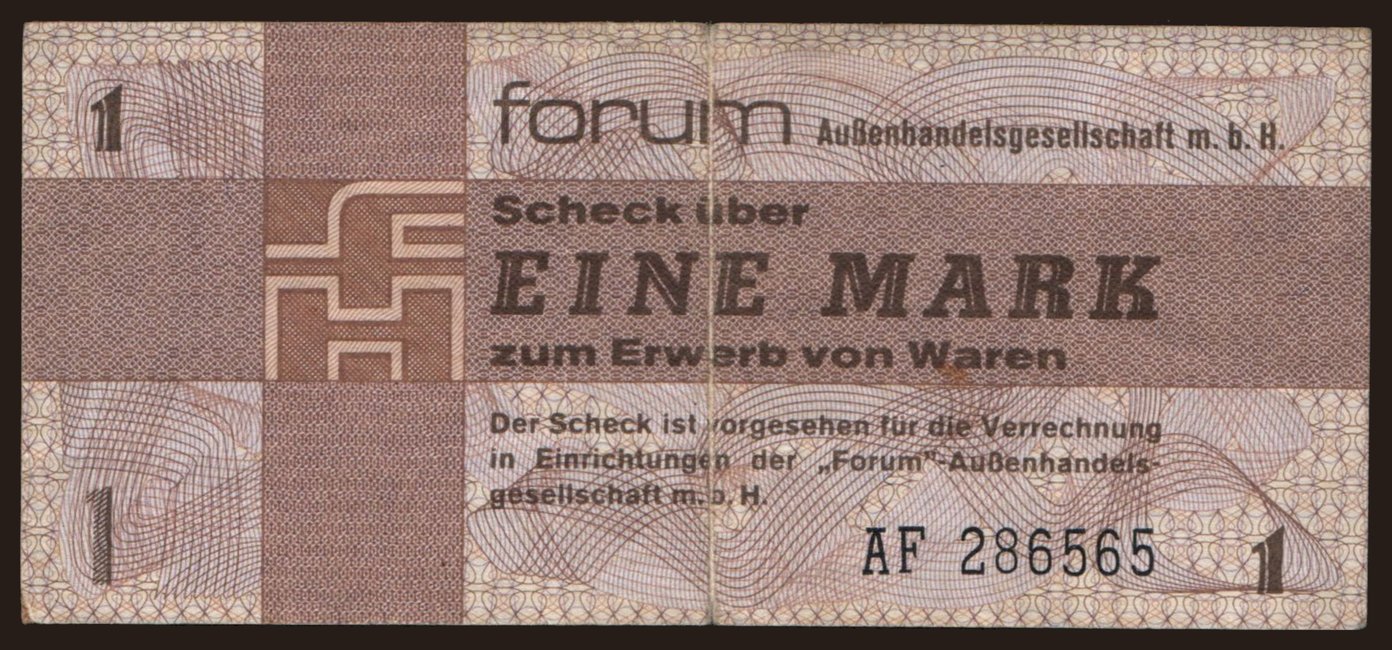 1
forum Außenhandelsgesellschaft m. b. H.
Scheck über
EINE MARK
zum Erwerb von Waren
Der Scheck ist vorgesehen für die Verrechnung
in Einrichtungen der „Forum"-Außenhandels-
gesellschaft m. b. H.
1
AF 286565
1